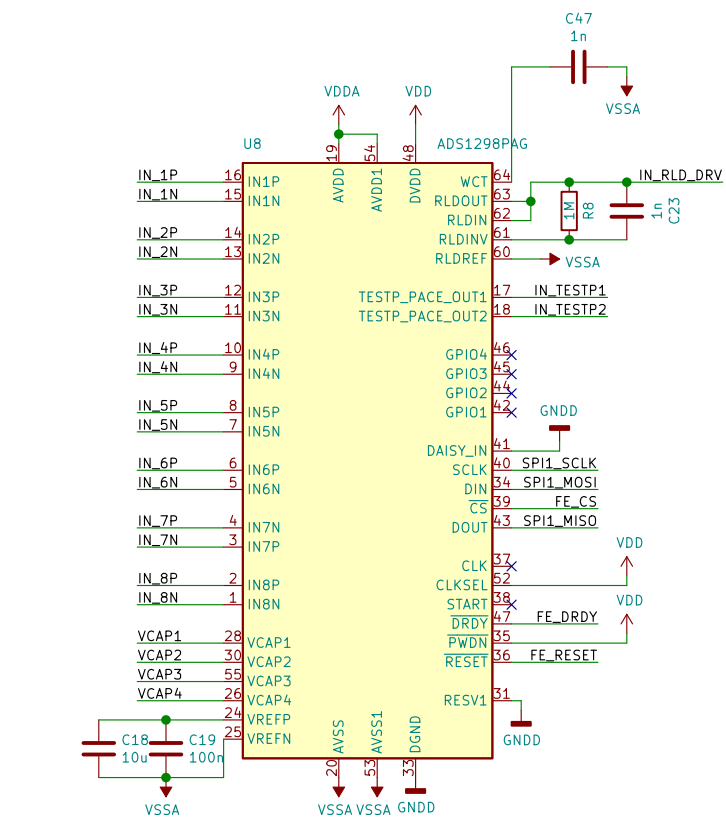 C47
1n
VSSA
VDDA
VDD
U8
ADS1298PAG
19
54
48
AVDD
AVDD1
DVDD
IN_1P 16 IN1P
WCT 64
IN_RLD_DRV
IN_1N 15 IN1N
RLDOUT 63
RLDIN 62
1M R8
1n C23
IN_2P 14 IN2P
RLDINV 61
IN_2N 13 IN2N
RLDREF 60 VSSA
IN_3P 12 IN3P
TESTP_PACE_OUT1 17 IN_TESTP1
IN_3N 11 IN3N
TESTP_PACE_OUT2 18 IN_TESTP2
IN_4P 10 IN4P
GPIO4 46
IN_4N 9 IN4N
GPIO3 45
GPIO2 44
IN_5P 8 IN5P
GPIO1 42
GNDD
IN_5N 7 IN5N
DAISY_IN 41
IN_6P 6 IN6P
SCLK 40 SPI1_SCLK
IN_6N 5 IN6N
DIN 34 SPI1_MOSI
CS 39 FE_CS
IN_7P 4 IN7N
DOUT 43 SPI1_MISO
IN_7N 3 IN7P
VDD
CLK 37
IN_8P 2 IN8P
CLKSEL 52
IN_8N 1 IN8N
START 38
VDD
DRDY 47 FE_DRDY
VCAP1 28 VCAP1
PWDN 35
VCAP2 30 VCAP2
RESET 36 FE_RESET
VCAP3 55 VCAP3
VCAP4 26 VCAP4
RESV1 31
GNDD
24 VREFP
25 VREFN
C18
10u
C19
100n
VSSA
AVSS
AVSS1
DGND
20
53
33
VSSA
VSSA
GNDD